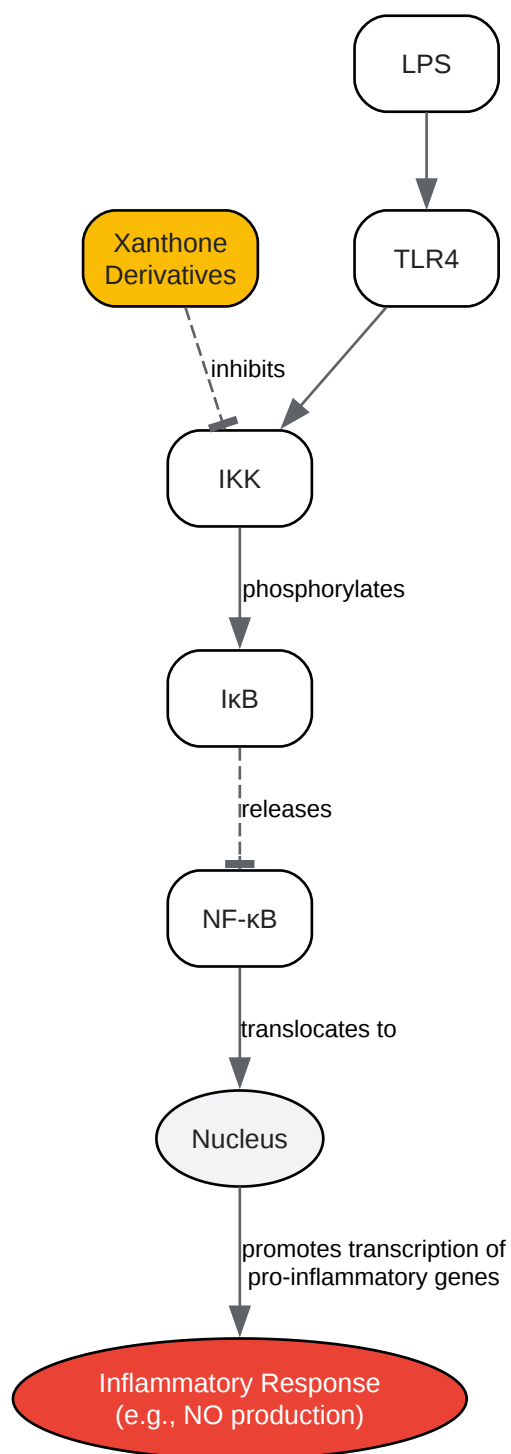 LPS
Xanthone
Derivatives
TLR4
inhibits
IKK
phosphorylates
IκB
releases
NF-κB
translocates to
Nucleus
promotes transcription of
pro-inflammatory genes
Inflammatory Response
(e.g., NO production)